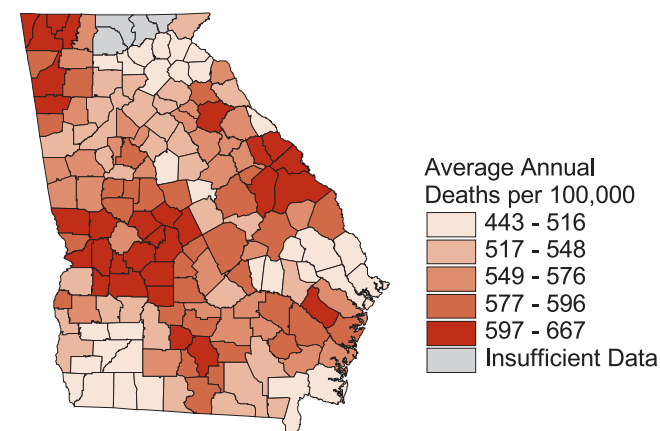 Average Annual
Deaths per 100,000
443 - 516
517 - 548
549 - 576
577 - 596
597 - 667
Insufficient Data